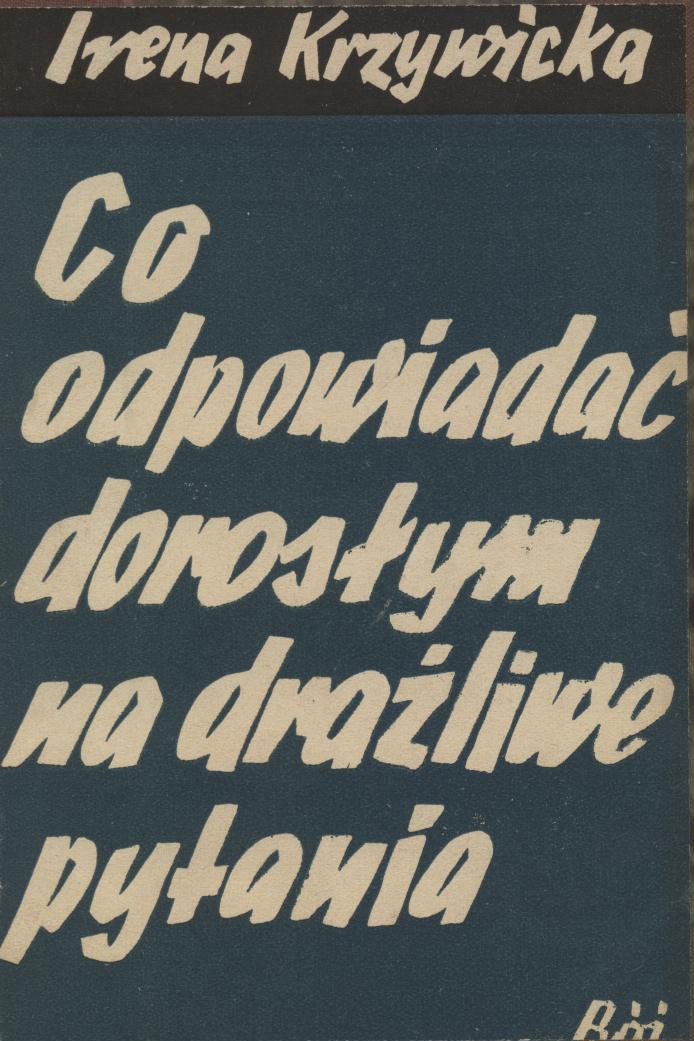 Irena Krzywicka
Co
odpowiadać
dorosłym
na drażliwe
pytania